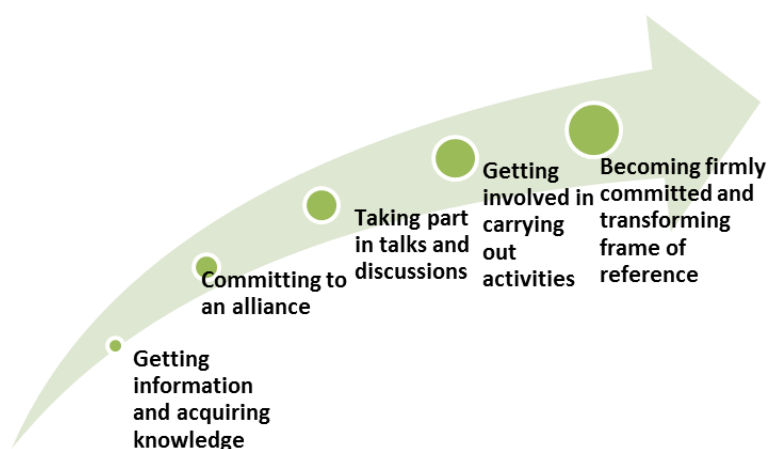 Getting
information
and acquiring
knowledge
Committing to
an alliance
Taking part
in talks and
discussions
Getting
involved in
carrying
out
activities
Becoming firmly
committed and
transforming
frame of
reference